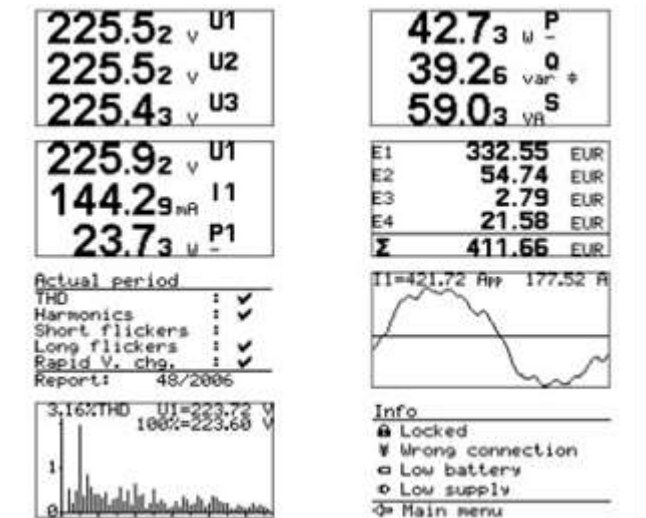 225.52 V U1
225.52 V U2
225.43 V U3
225.92 V U1
144.29 mA I1
23.73 W P1
Actual period
THD : ✔
Harmonics : ✔
Short flickers :
Long flickers : ✔
Rapid V. chg. : ✔
Report: 48/2006
3.16%THD U1=223.72 V
100%=223.60 V
1
0
42.73 W P
39.26 var Q
59.03 VA S
E1 332.55 EUR
E2 54.74 EUR
E3 2.79 EUR
E4 21.58 EUR
Σ 411.66 EUR
I1=421.72 App 177.52 A
Info
Locked
Wrong connection
Low battery
Low supply
Main menu